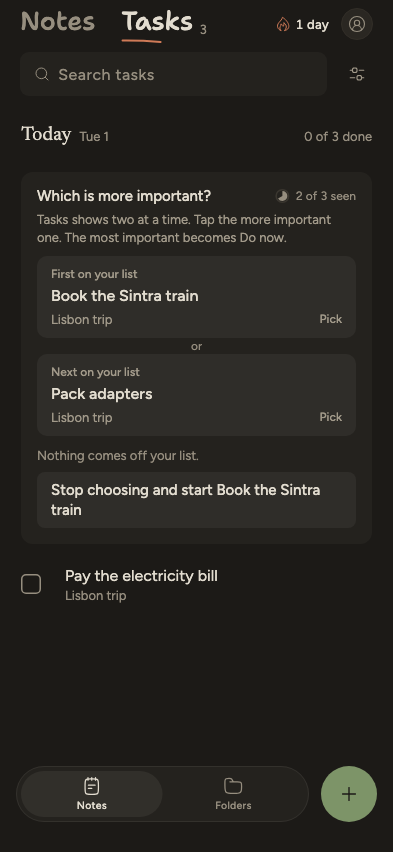 Notes Tasks 3 1 day
Search tasks
Today Tue 1 0 of 3 done
Which is more important? 2 of 3 seen
Tasks shows two at a time. Tap the more important
one. The most important becomes Do now.
First on your list
Book the Sintra train
Lisbon trip Pick
or
Next on your list
Pack adapters
Lisbon trip Pick
Nothing comes off your list.
Stop choosing and start Book the Sintra
train
Pay the electricity bill
Lisbon trip
Notes Folders